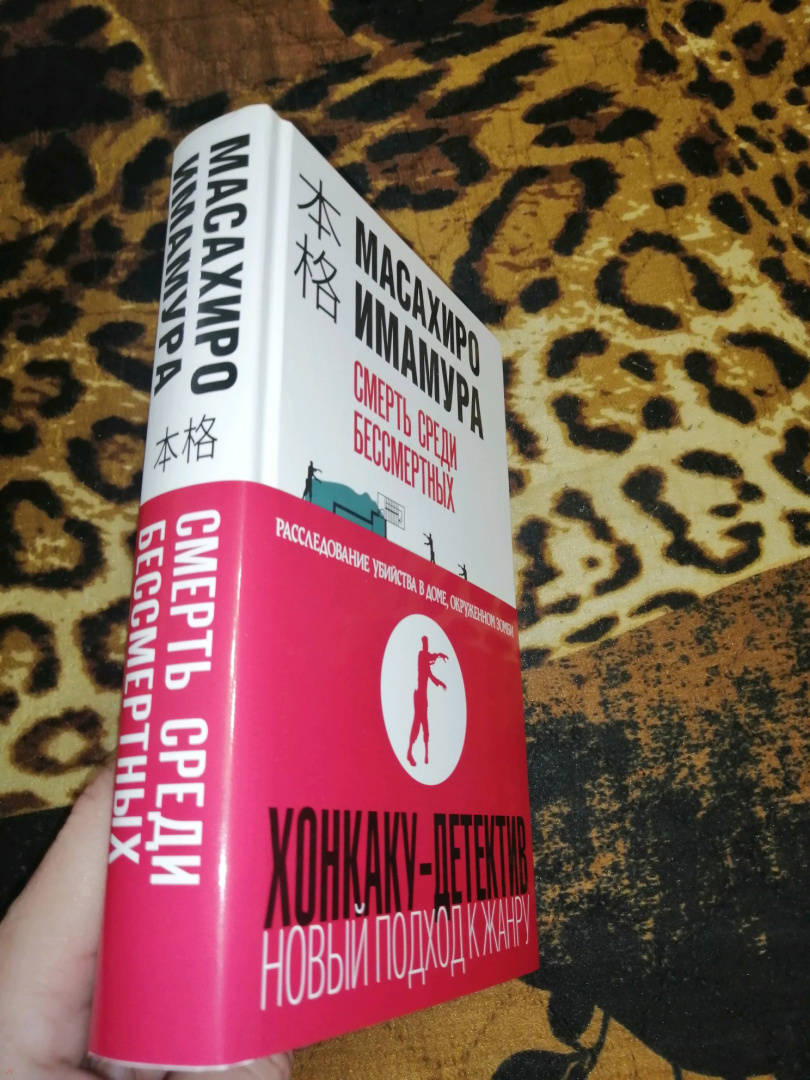 МАСАХИРО
ИМАМУРА
本格
СМЕРТЬ СРЕДИ
БЕССМЕРТНЫХ
本格
МАСАХИРО
ИМАМУРА
СМЕРТЬ СРЕДИ
БЕССМЕРТНЫХ
РАССЛЕДОВАНИЕ УБИЙСТВА В ДОМЕ, ОКРУЖЕННОМ ЗОМБИ
ХОНКАКУ-ДЕТЕКТИВ
НОВЫЙ ПОДХОД К ЖАНРУ